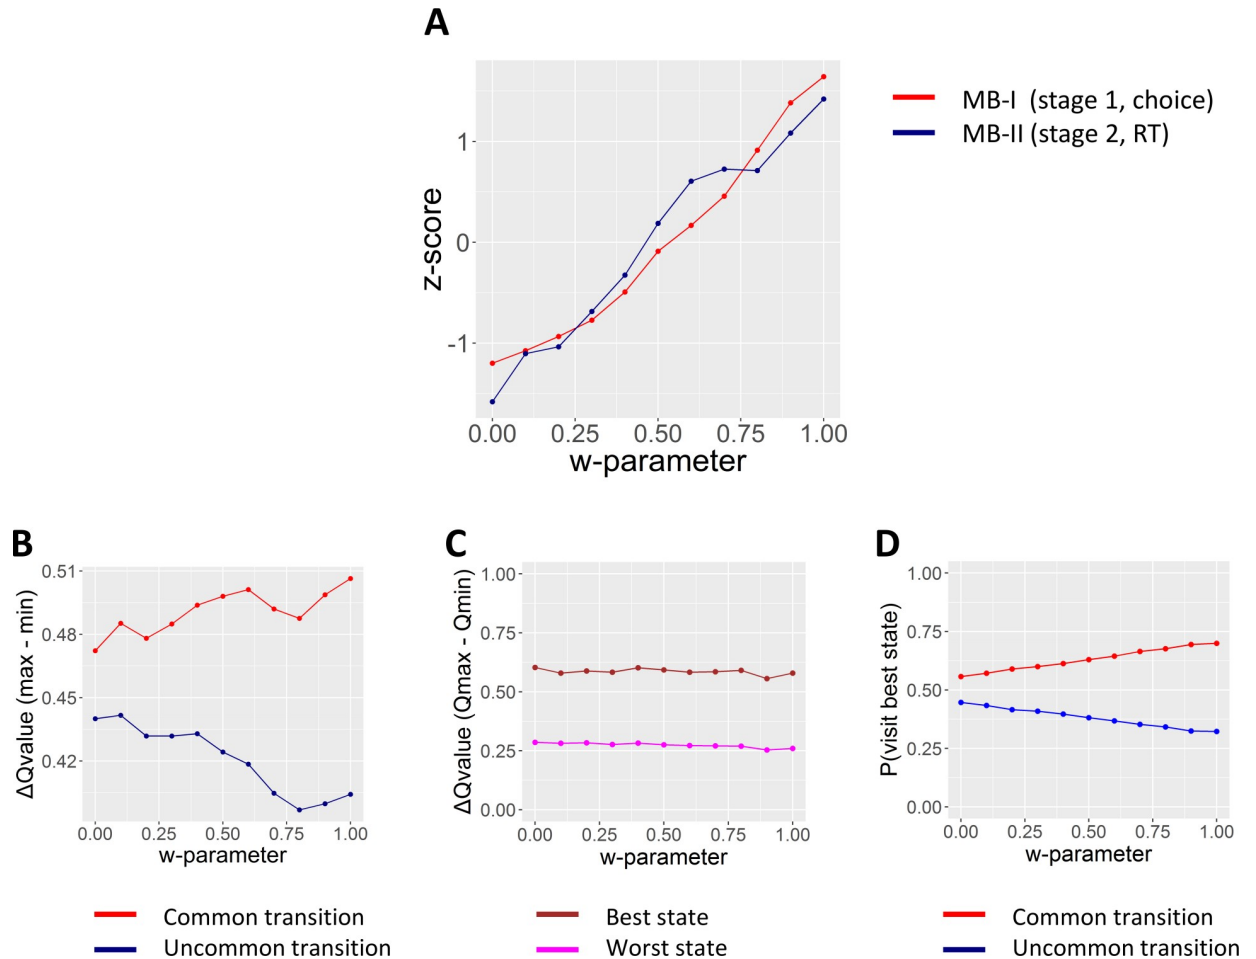 A
MB-I (stage 1, choice)
MB-II (stage 2, RT)
z-score
1
0
-1
0.00 0.25 0.50 0.75 1.00
w-parameter
B
ΔQvalue (max - min)
0.51
0.48
0.45
0.42
0.00 0.25 0.50 0.75 1.00
w-parameter
Common transition
Uncommon transition
C
ΔQvalue (Qmax - Qmin)
1.00
0.75
0.50
0.25
0.00
0.00 0.25 0.50 0.75 1.00
w-parameter
Best state
Worst state
D
P(visit best state)
1.00
0.75
0.50
0.25
0.00
0.00 0.25 0.50 0.75 1.00
w-parameter
Common transition
Uncommon transition